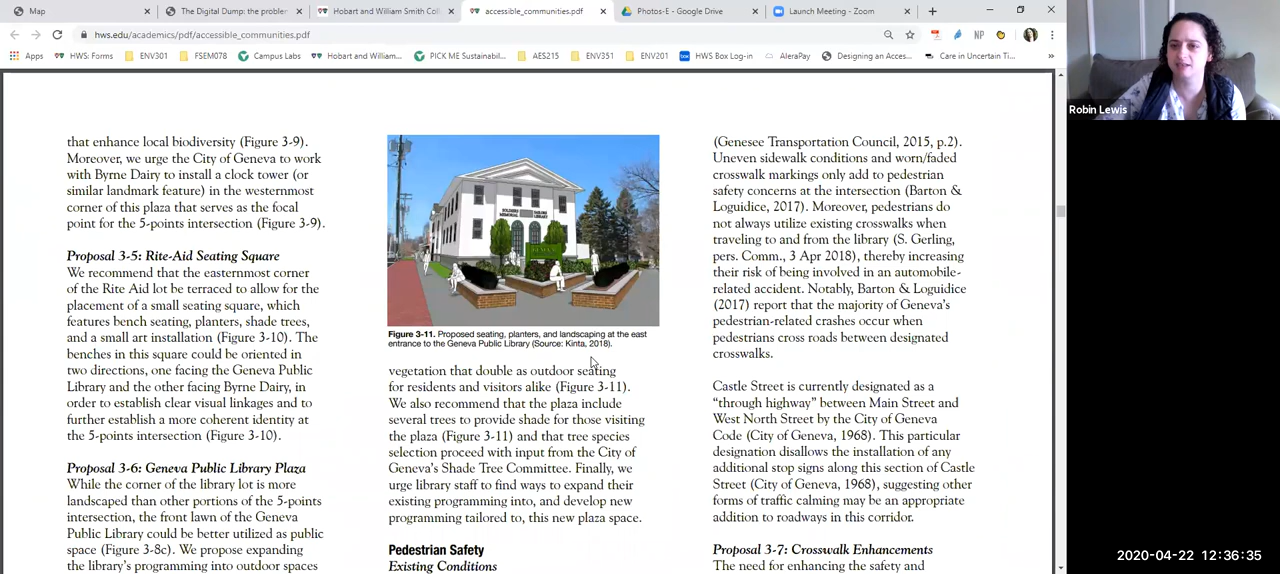 Map
The Digital Dump: the proble
Hobart and William Smith Coll
accessible_communities.pdf
Photos-E - Google Drive
Launch Meeting - Zoom
hws.edu/academics/pdf/accessible_communities.pdf
NP
Apps
HWS: Forms
ENV301
FSEM078
Campus Labs
Hobart and William...
PICK ME Sustainabil...
AES215
ENV351
ENV201
box
HWS Box Log-in
AleraPay
Designing an Acces...
Care in Uncertain Ti...
Robin Lewis
that enhance local biodiversity (Figure 3-9).
Moreover, we urge the City of Geneva to work
with Byrne Dairy to install a clock tower (or
similar landmark feature) in the westernmost
corner of this plaza that serves as the focal
point for the 5-points intersection (Figure 3-9).
Proposal 3-5: Rite-Aid Seating Square
We recommend that the easternmost corner
of the Rite Aid lot be terraced to allow for the
placement of a small seating square, which
features bench seating, planters, shade trees,
and a small art installation (Figure 3-10). The
benches in this square could be oriented in
two directions, one facing the Geneva Public
Library and the other facing Byrne Dairy, in
order to establish clear visual linkages and to
further establish a more coherent identity at
the 5-points intersection (Figure 3-10).
Proposal 3-6: Geneva Public Library Plaza
While the corner of the library lot is more
landscaped than other portions of the 5-points
intersection, the front lawn of the Geneva
Public Library could be better utilized as public
space (Figure 3-8c). We propose expanding
the library's programming into outdoor spaces
Figure 3-11. Proposed seating, planters, and landscaping at the east
entrance to the Geneva Public Library (Source: Kinta, 2018).
vegetation that double as outdoor seating
for residents and visitors alike (Figure 3-11).
We also recommend that the plaza include
several trees to provide shade for those visiting
the plaza (Figure 3-11) and that tree species
selection proceed with input from the City of
Geneva's Shade Tree Committee. Finally, we
urge library staff to find ways to expand their
existing programming into, and develop new
programming tailored to, this new plaza space.
Pedestrian Safety
Existing Conditions
(Genesee Transportation Council, 2015, p.2).
Uneven sidewalk conditions and worn/faded
crosswalk markings only add to pedestrian
safety concerns at the intersection (Barton &
Loguidice, 2017). Moreover, pedestrians do
not always utilize existing crosswalks when
traveling to and from the library (S. Gerling,
pers. Comm., 3 Apr 2018), thereby increasing
their risk of being involved in an automobile-
related accident. Notably, Barton & Loguidice
(2017) report that the majority of Geneva's
pedestrian-related crashes occur when
pedestrians cross roads between designated
crosswalks.
Castle Street is currently designated as a
“through highway” between Main Street and
West North Street by the City of Geneva
Code (City of Geneva, 1968). This particular
designation disallows the installation of any
additional stop signs along this section of Castle
Street (City of Geneva, 1968), suggesting other
forms of traffic calming may be an appropriate
addition to roadways in this corridor.
Proposal 3-7: Crosswalk Enhancements
The need for enhancing the safety and
2020-04-22 12:36:35